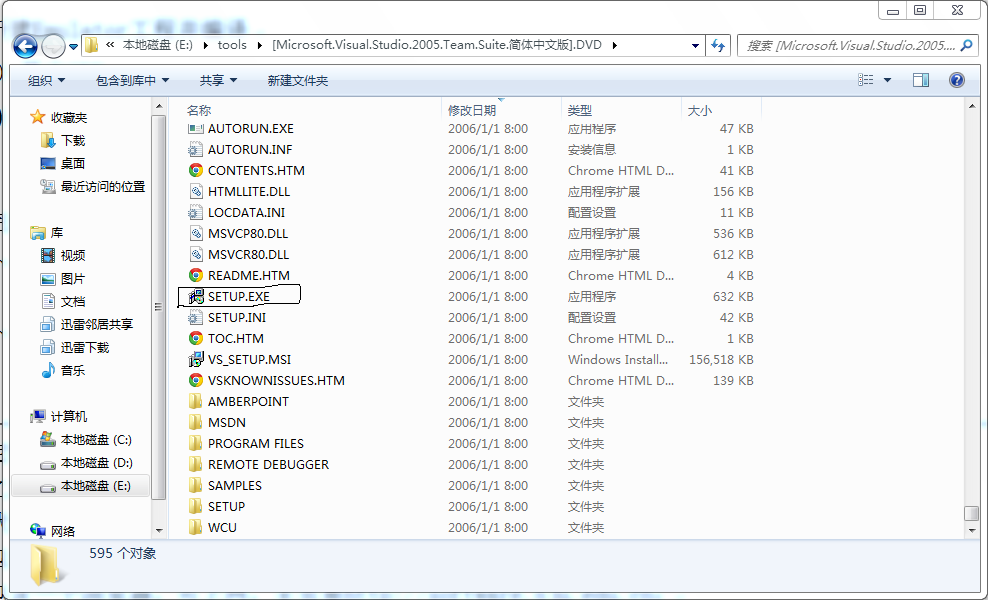 本地磁盘 (E:) tools [Microsoft.Visual.Studio.2005.Team.Suite.简体中文版].DVD 搜索 [Microsoft.Visual.Studio.2005....
组织 包含到库中 共享 新建文件夹
收藏夹
下载
桌面
最近访问的位置
库
视频
图片
文档
迅雷邻居共享
迅雷下载
音乐
计算机
本地磁盘 (C:)
本地磁盘 (D:)
本地磁盘 (E:)
网络
名称 修改日期 类型 大小
AUTORUN.EXE 2006/1/1 8:00 应用程序 47 KB
AUTORUN.INF 2006/1/1 8:00 安装信息 1 KB
CONTENTS.HTM 2006/1/1 8:00 Chrome HTML D... 41 KB
HTMLLITE.DLL 2006/1/1 8:00 应用程序扩展 156 KB
LOCDATA.INI 2006/1/1 8:00 配置设置 11 KB
MSVCP80.DLL 2006/1/1 8:00 应用程序扩展 536 KB
MSVCR80.DLL 2006/1/1 8:00 应用程序扩展 612 KB
README.HTM 2006/1/1 8:00 Chrome HTML D... 4 KB
SETUP.EXE 2006/1/1 8:00 应用程序 632 KB
SETUP.INI 2006/1/1 8:00 配置设置 42 KB
TOC.HTM 2006/1/1 8:00 Chrome HTML D... 1 KB
VS_SETUP.MSI 2006/1/1 8:00 Windows Install... 156,518 KB
VSKNOWNISSUES.HTM 2006/1/1 8:00 Chrome HTML D... 139 KB
AMBERPOINT 2006/1/1 8:00 文件夹
MSDN 2006/1/1 8:00 文件夹
PROGRAM FILES 2006/1/1 8:00 文件夹
REMOTE DEBUGGER 2006/1/1 8:00 文件夹
SAMPLES 2006/1/1 8:00 文件夹
SETUP 2006/1/1 8:00 文件夹
WCU 2006/1/1 8:00 文件夹
595 个对象